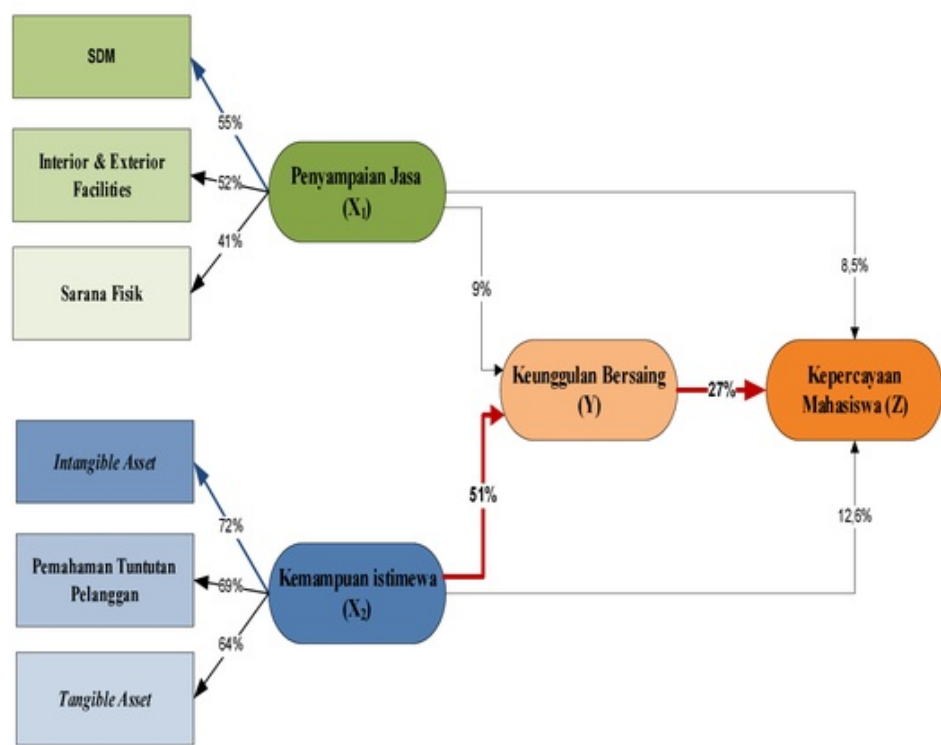 SDM
55%
Interior & Exterior
Facilities
52%
Penyampaian Jasa
(X₁)
41%
Sarana Fisik
8,5%
9%
Keunggulan Bersaing
(Y)
27%
Kepercayaan
Mahasiswa (Z)
Intangible Asset
72%
51%
12,6%
Pemahaman Tuntutan
Pelanggan
69%
Kemampuan istimewa
(X₂)
64%
Tangible Asset